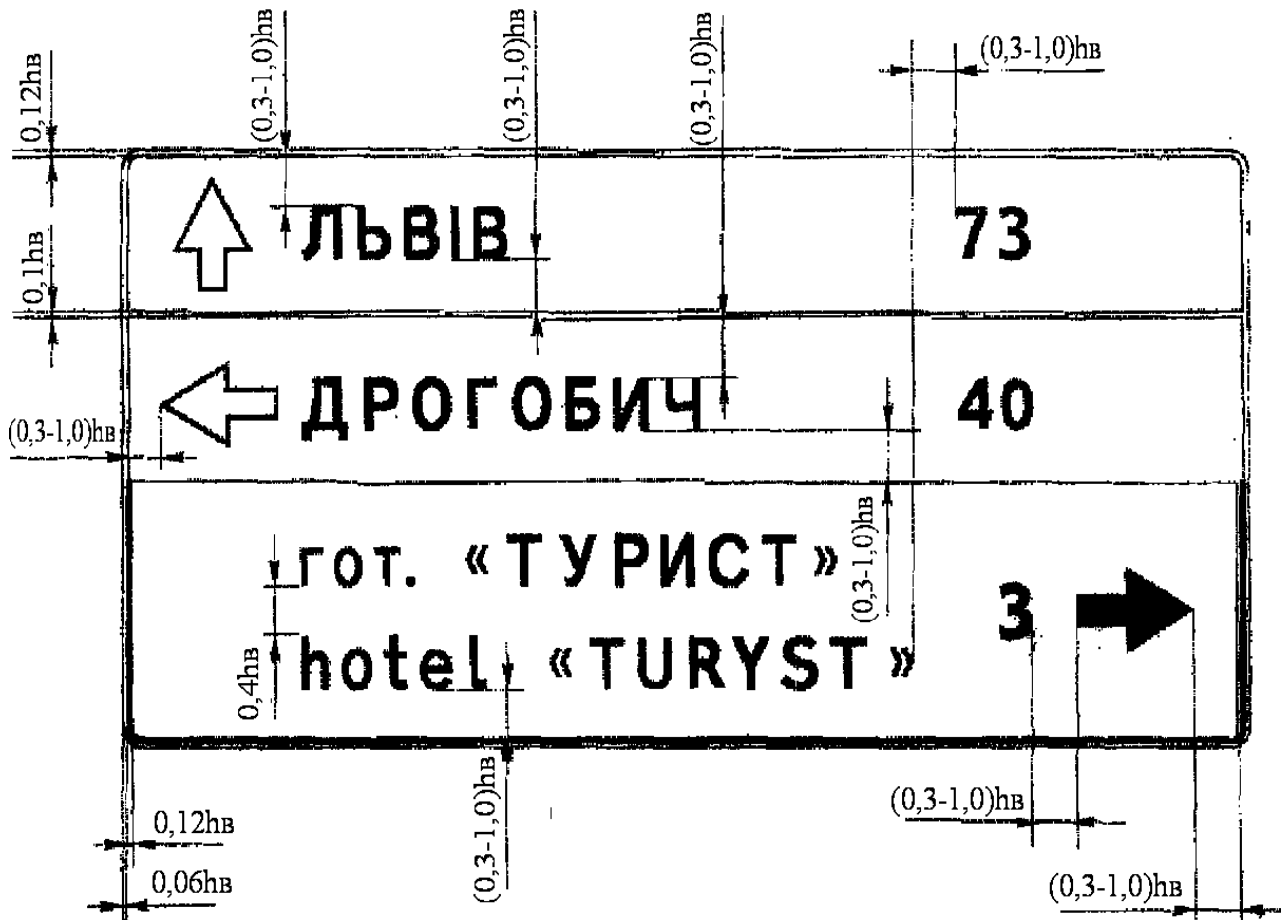 0,12hв
(0,3-1,0)hв
(0,3-1,0)hв
(0,3-1,0)hв
(0,3-1,0)hв
ЛЬВІВ 73
0,1hв
ДРОГОБИЧ 40
(0,3-1,0)hв
(0,3-1,0)hв
гот. «ТУРИСТ»
3
hotel «TURYST»
0,4hв
(0,3-1,0)hв
(0,3-1,0)hв
0,12hв
0,06hв
(0,3-1,0)hв